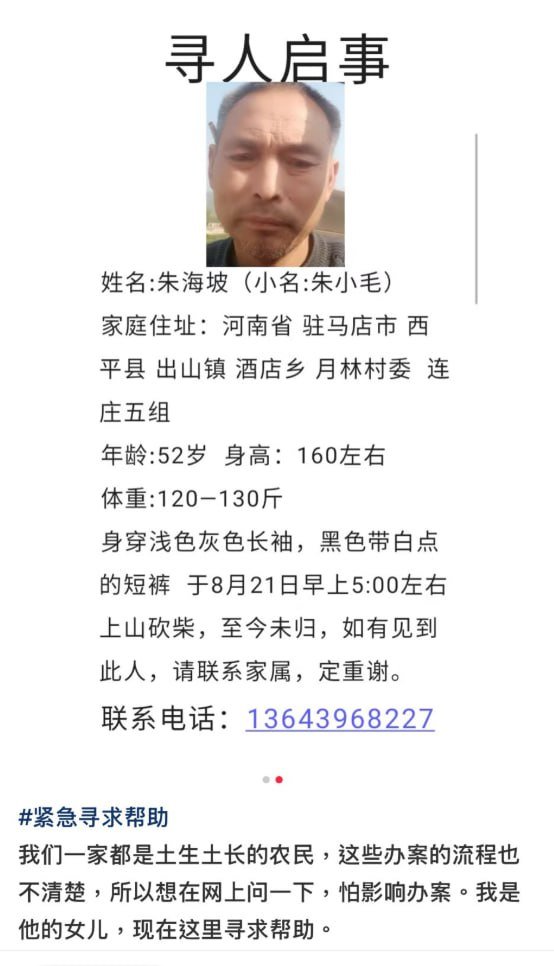 寻人启事
姓名:朱海坡（小名:朱小毛）
家庭住址：河南省 驻马店市 西
平县 出山镇 酒店乡 月林村委 连
庄五组
年龄:52岁 身高：160左右
体重:120—130斤
身穿浅色灰色长袖，黑色带白点
的短裤 于8月21日早上5:00左右
上山砍柴，至今未归，如有见到
此人，请联系家属，定重谢。
联系电话：13643968227
#紧急寻求帮助
我们一家都是土生土长的农民，这些办案的流程也
不清楚，所以想在网上问一下，怕影响办案。我是
他的女儿，现在这里寻求帮助。